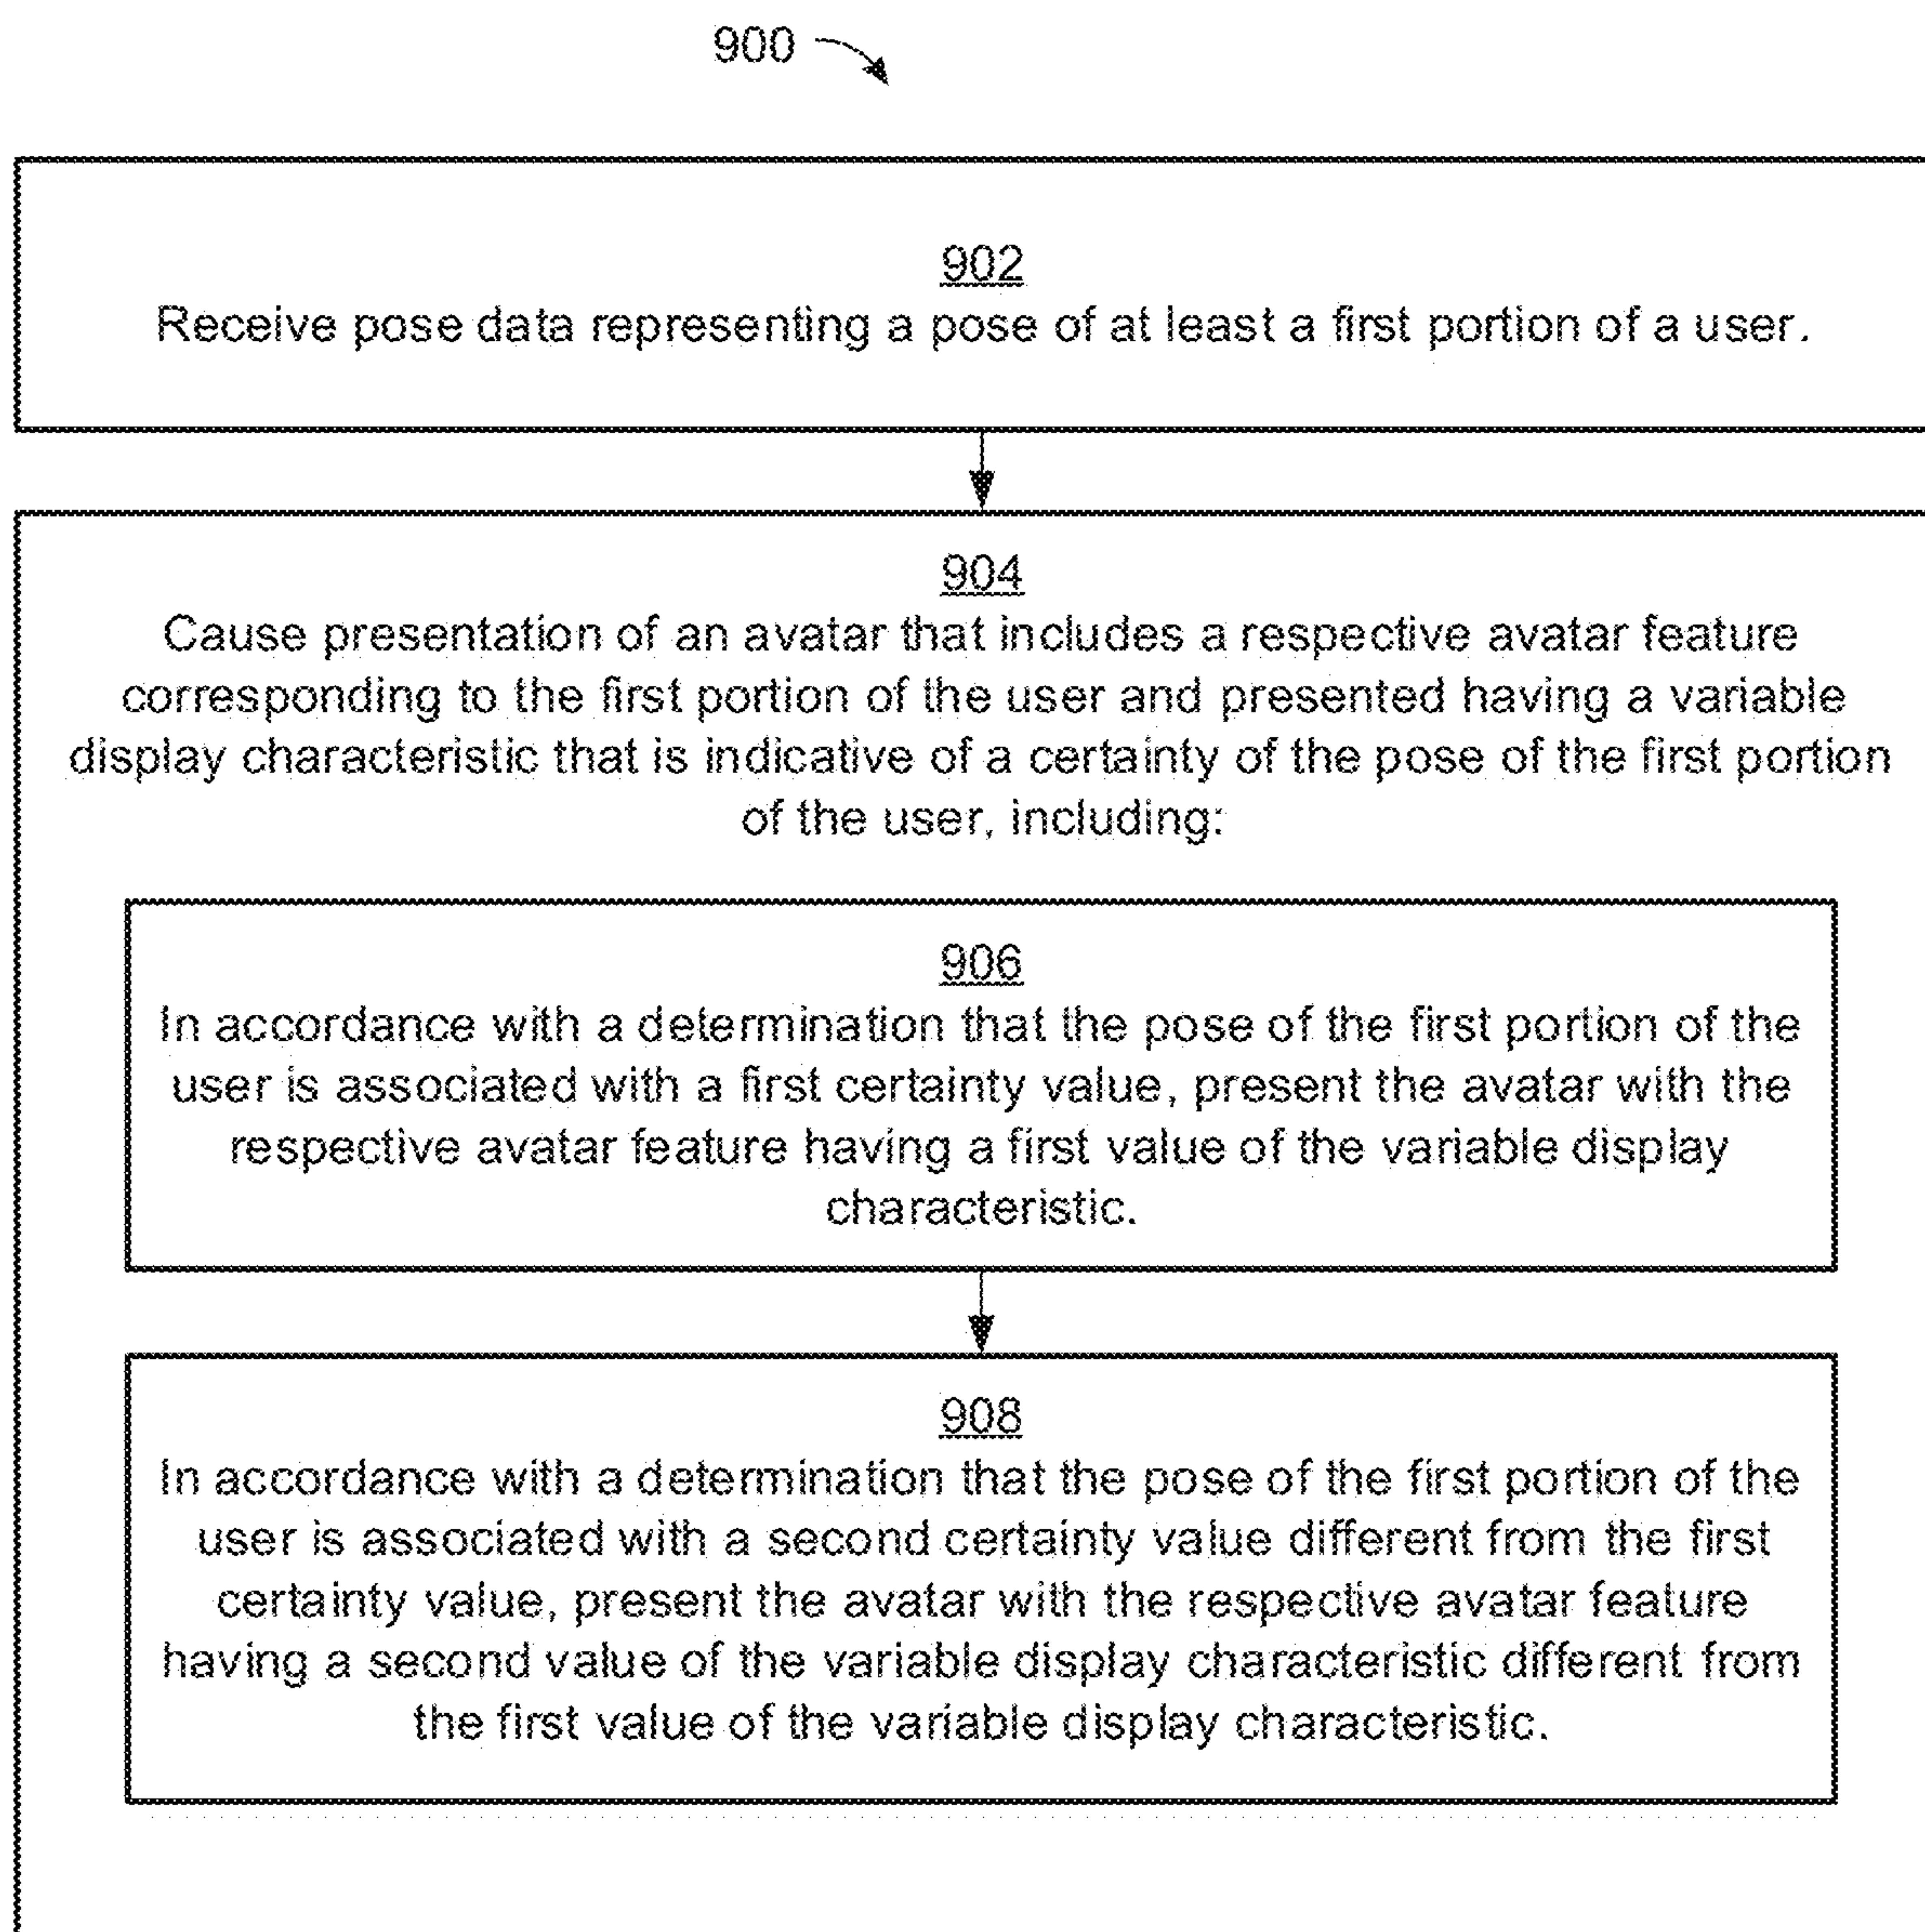 900
902
Receive pose data representing a pose of at least a first portion of a user.
904
Cause presentation of an avatar that includes a respective avatar feature
corresponding to the first portion of the user and presented having a variable
display characteristic that is indicative of a certainty of the pose of the first portion
of the user, including:
906
In accordance with a determination that the pose of the first portion of the
user is associated with a first certainty value, present the avatar with the
respective avatar feature having a first value of the variable display
characteristic.
908
In accordance with a determination that the pose of the first portion of the
user is associated with a second certainty value different from the first
certainty value, present the avatar with the respective avatar feature
having a second value of the variable display characteristic different from
the first value of the variable display characteristic.